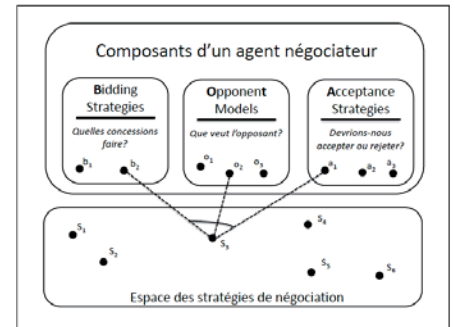 Composants d'un agent négociateur
Bidding
Strategies
Quelles concessions
faire?
b1
b2
Opponent
Models
Que veut l'opposant?
o1
o2
o3
Acceptance
Strategies
Devrions-nous
accepter ou rejeter?
a1
a2
a3
S1
S2
S3
S4
S5
S6
Espace des stratégies de négociation